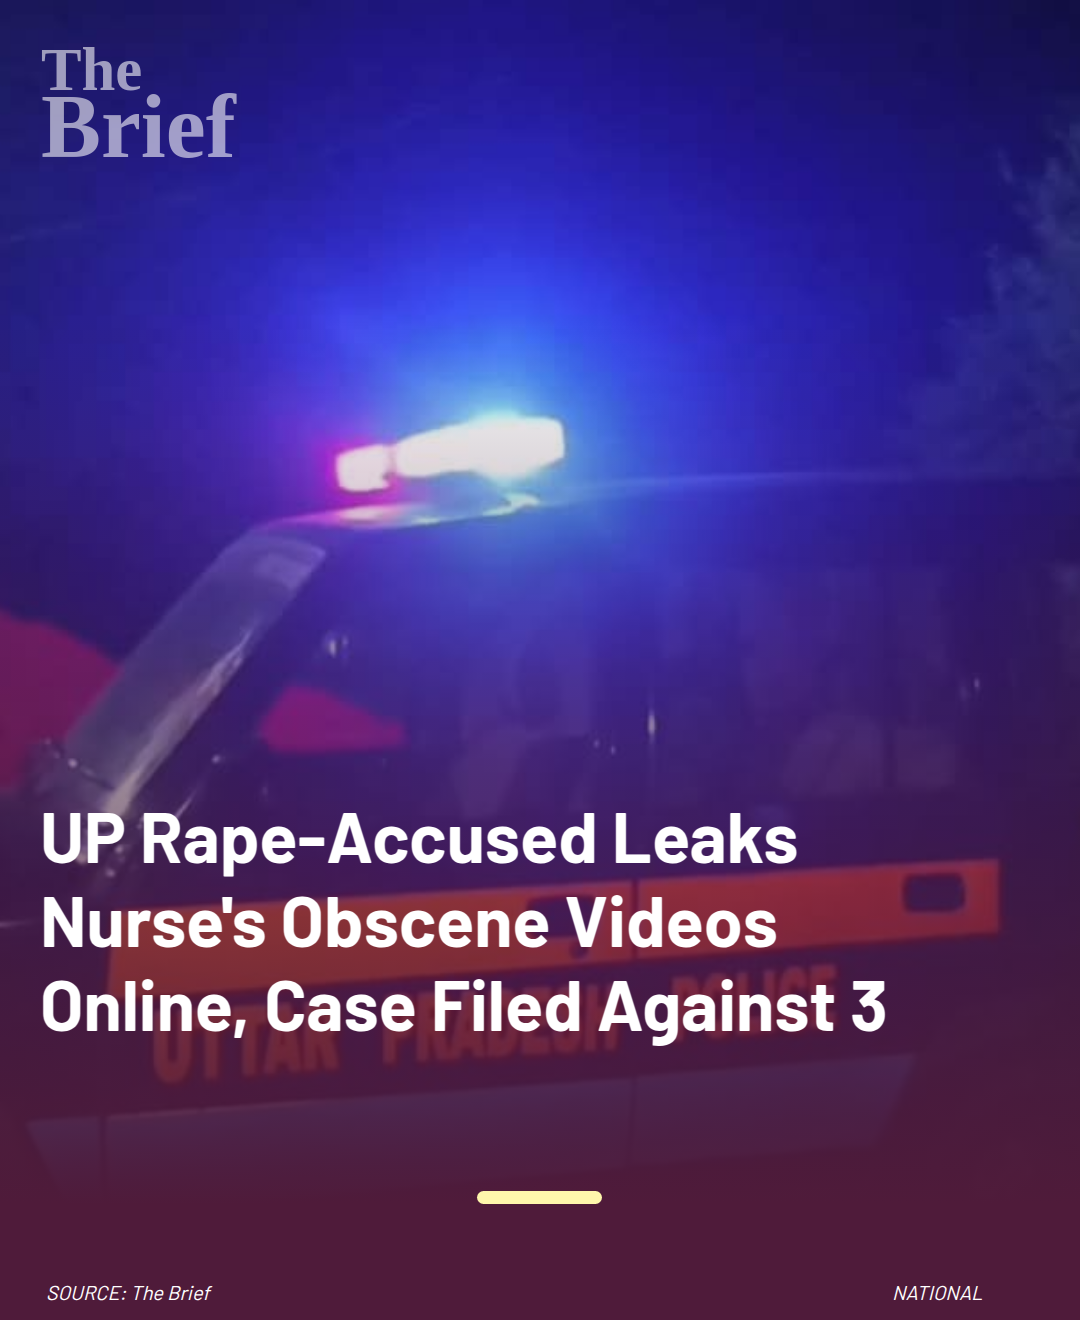 The
Brief
UP Rape-Accused Leaks
Nurse's Obscene Videos
Online, Case Filed Against 3
UTTAR PRADESH POLICE
SOURCE: The Brief
NATIONAL